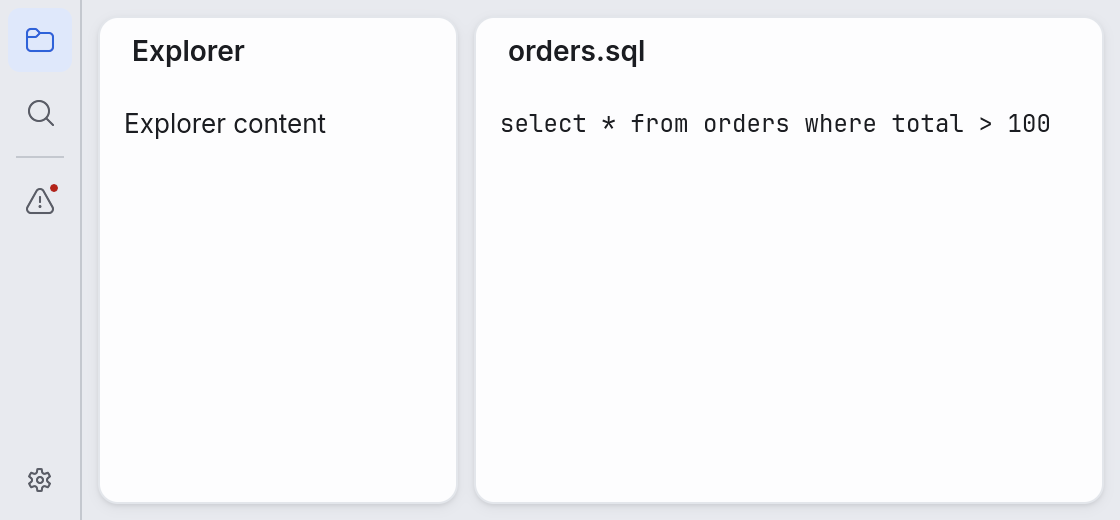 Explorer
Explorer content
orders.sql
select * from orders where total > 100